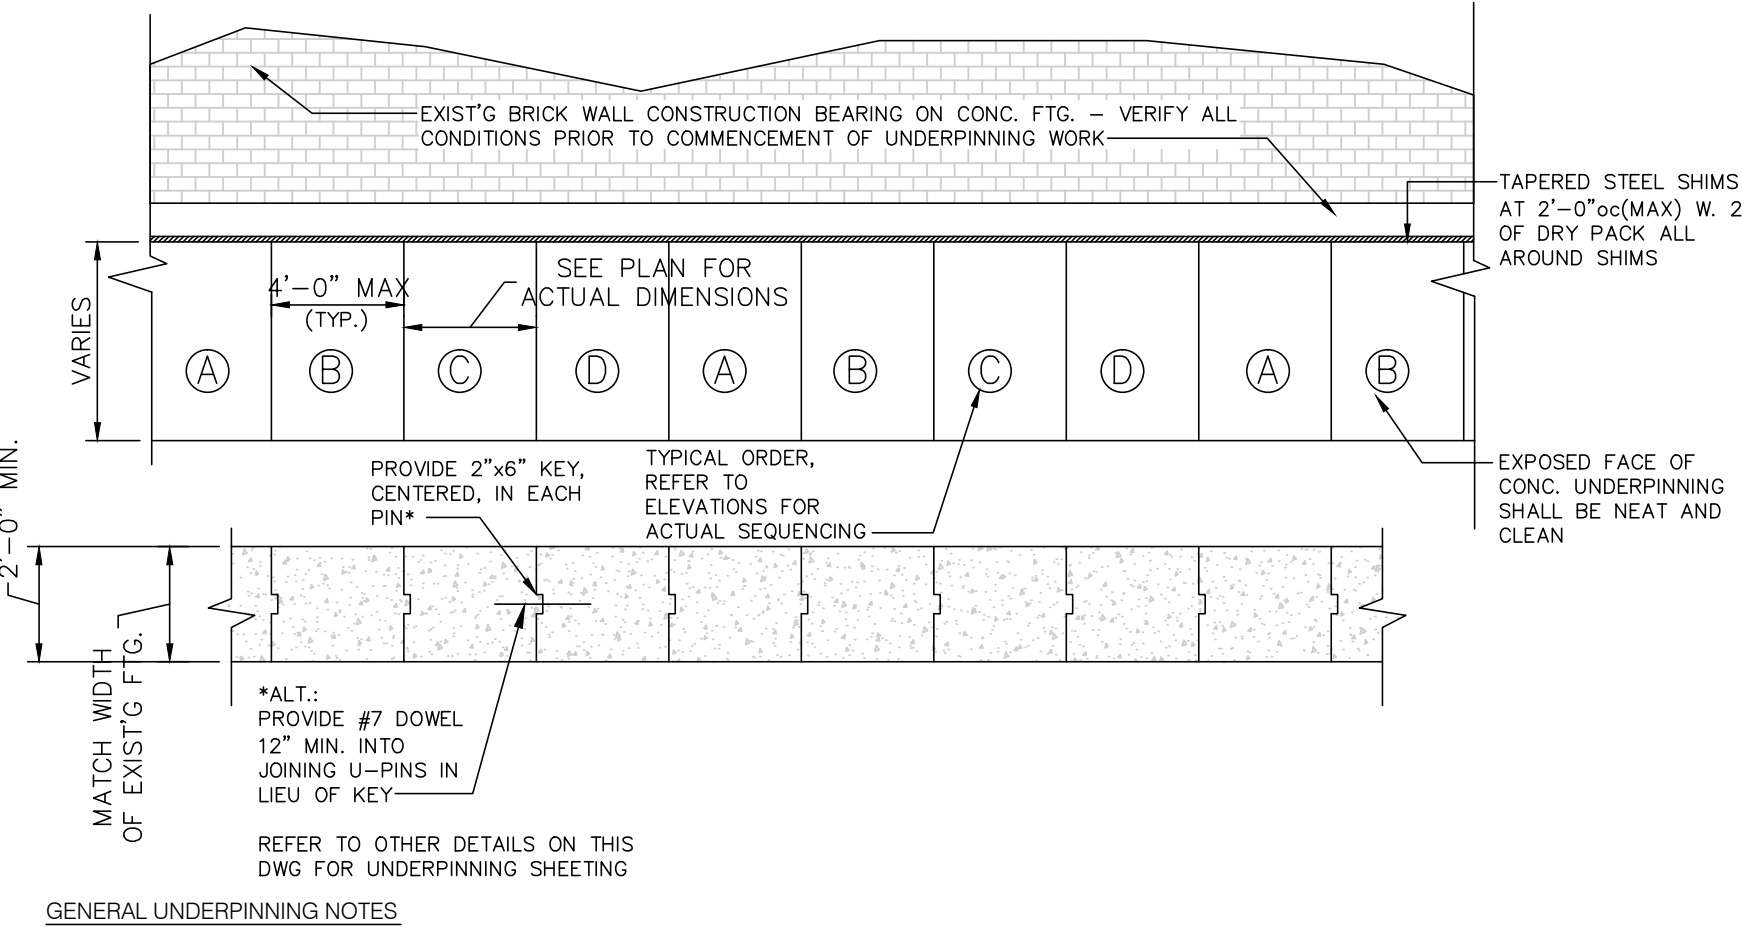 EXIST'G BRICK WALL CONSTRUCTION BEARING ON CONC. FTG. – VERIFY ALL
CONDITIONS PRIOR TO COMMENCEMENT OF UNDERPINNING WORK
TAPERED STEEL SHIMS
AT 2'–0"oc(MAX) W. 2
OF DRY PACK ALL
AROUND SHIMS
SEE PLAN FOR
ACTUAL DIMENSIONS
4'–0" MAX
(TYP.)
VARIES
A B C D A B C D A B
2'–0" MIN.
MATCH WIDTH
OF EXIST'G FTG.
PROVIDE 2"x6" KEY,
CENTERED, IN EACH
PIN*
TYPICAL ORDER,
REFER TO
ELEVATIONS FOR
ACTUAL SEQUENCING
EXPOSED FACE OF
CONC. UNDERPINNING
SHALL BE NEAT AND
CLEAN
*ALT.:
PROVIDE #7 DOWEL
12" MIN. INTO
JOINING U–PINS IN
LIEU OF KEY
REFER TO OTHER DETAILS ON THIS
DWG FOR UNDERPINNING SHEETING
GENERAL UNDERPINNING NOTES